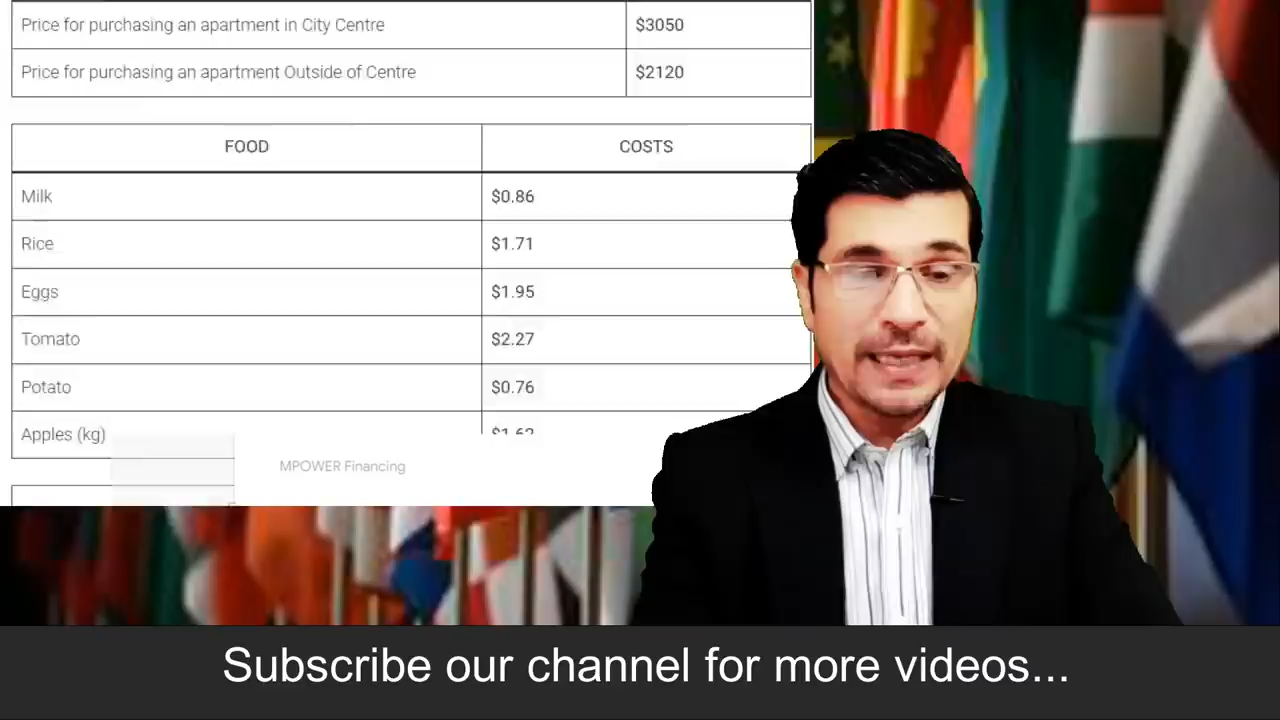 Price for purchasing an apartment in City Centre $3050
Price for purchasing an apartment Outside of Centre $2120
FOOD COSTS
Milk $0.86
Rice $1.71
Eggs $1.95
Tomato $2.27
Potato $0.76
Apples (kg)
MPOWER Financing
Subscribe our channel for more videos...